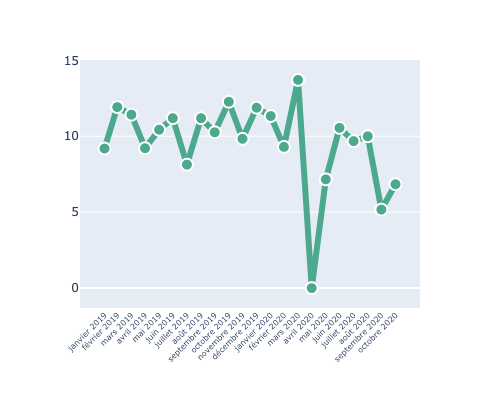 15
10
5
0
janvier 2019
février 2019
mars 2019
avril 2019
mai 2019
juin 2019
juillet 2019
août 2019
septembre 2019
octobre 2019
novembre 2019
décembre 2019
janvier 2020
février 2020
mars 2020
avril 2020
mai 2020
juin 2020
juillet 2020
août 2020
septembre 2020
octobre 2020